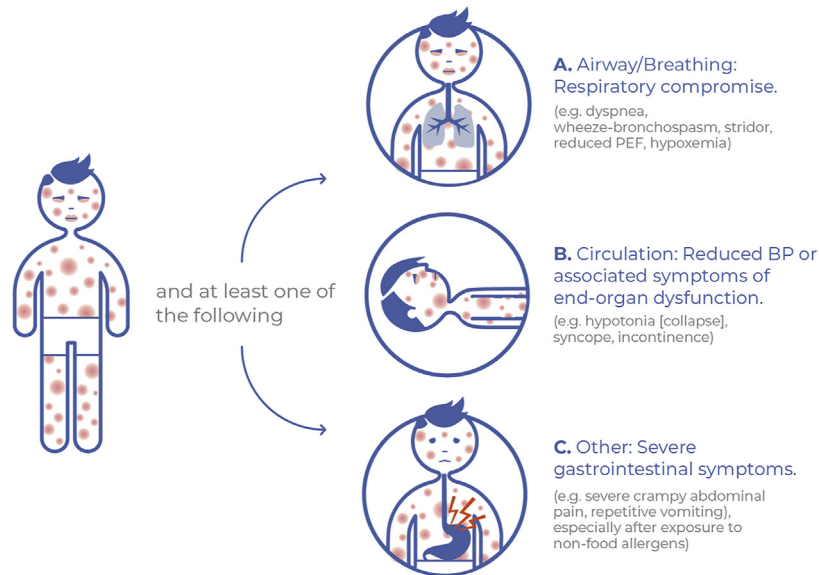 A. Airway/Breathing:
Respiratory compromise.
(e.g. dyspnea,
wheeze-bronchospasm, stridor,
reduced PEF, hypoxemia)
and at least one of
the following
B. Circulation: Reduced BP or
associated symptoms of
end-organ dysfunction.
(e.g. hypotonia [collapse],
syncope, incontinence)
C. Other: Severe
gastrointestinal symptoms.
(e.g. severe crampy abdominal
pain, repetitive vomiting),
especially after exposure to
non-food allergens)